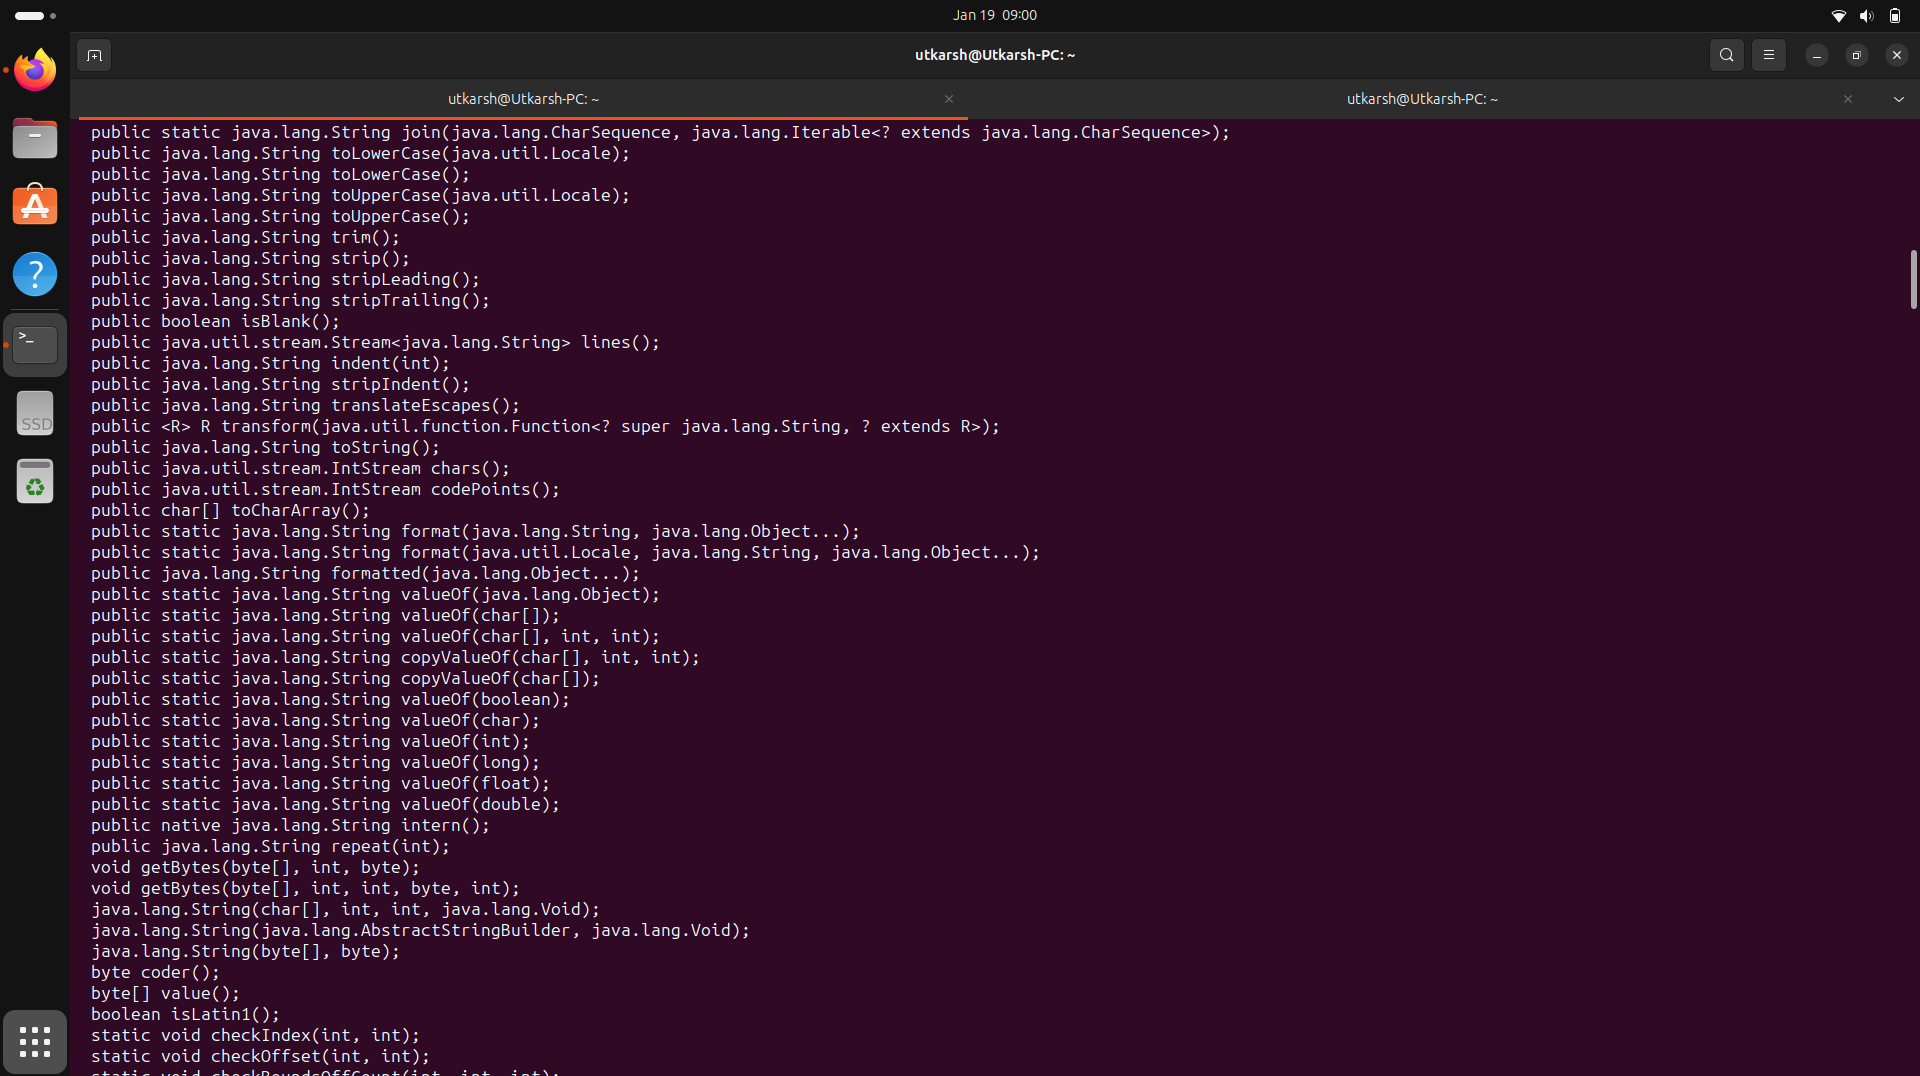 Jan 19 09:00
utkarsh@Utkarsh-PC: ~
utkarsh@Utkarsh-PC: ~
utkarsh@Utkarsh-PC: ~
public static java.lang.String join(java.lang.CharSequence, java.lang.Iterable<? extends java.lang.CharSequence>);
public java.lang.String toLowerCase(java.util.Locale);
public java.lang.String toLowerCase();
public java.lang.String toUpperCase(java.util.Locale);
public java.lang.String toUpperCase();
public java.lang.String trim();
public java.lang.String strip();
public java.lang.String stripLeading();
public java.lang.String stripTrailing();
public boolean isBlank();
public java.util.stream.Stream<java.lang.String> lines();
public java.lang.String indent(int);
public java.lang.String stripIndent();
public java.lang.String translateEscapes();
public <R> R transform(java.util.function.Function<? super java.lang.String, ? extends R>);
public java.lang.String toString();
public java.util.stream.IntStream chars();
public java.util.stream.IntStream codePoints();
public char[] toCharArray();
public static java.lang.String format(java.lang.String, java.lang.Object...);
public static java.lang.String format(java.util.Locale, java.lang.String, java.lang.Object...);
public java.lang.String formatted(java.lang.Object...);
public static java.lang.String valueOf(java.lang.Object);
public static java.lang.String valueOf(char[]);
public static java.lang.String valueOf(char[], int, int);
public static java.lang.String copyValueOf(char[], int, int);
public static java.lang.String copyValueOf(char[]);
public static java.lang.String valueOf(boolean);
public static java.lang.String valueOf(char);
public static java.lang.String valueOf(int);
public static java.lang.String valueOf(long);
public static java.lang.String valueOf(float);
public static java.lang.String valueOf(double);
public native java.lang.String intern();
public java.lang.String repeat(int);
void getBytes(byte[], int, byte);
void getBytes(byte[], int, int, byte, int);
java.lang.String(char[], int, int, java.lang.Void);
java.lang.String(java.lang.AbstractStringBuilder, java.lang.Void);
java.lang.String(byte[], byte);
byte coder();
byte[] value();
boolean isLatin1();
static void checkIndex(int, int);
static void checkOffset(int, int);
static void checkBoundsOffCount(int, int, int);
SSD